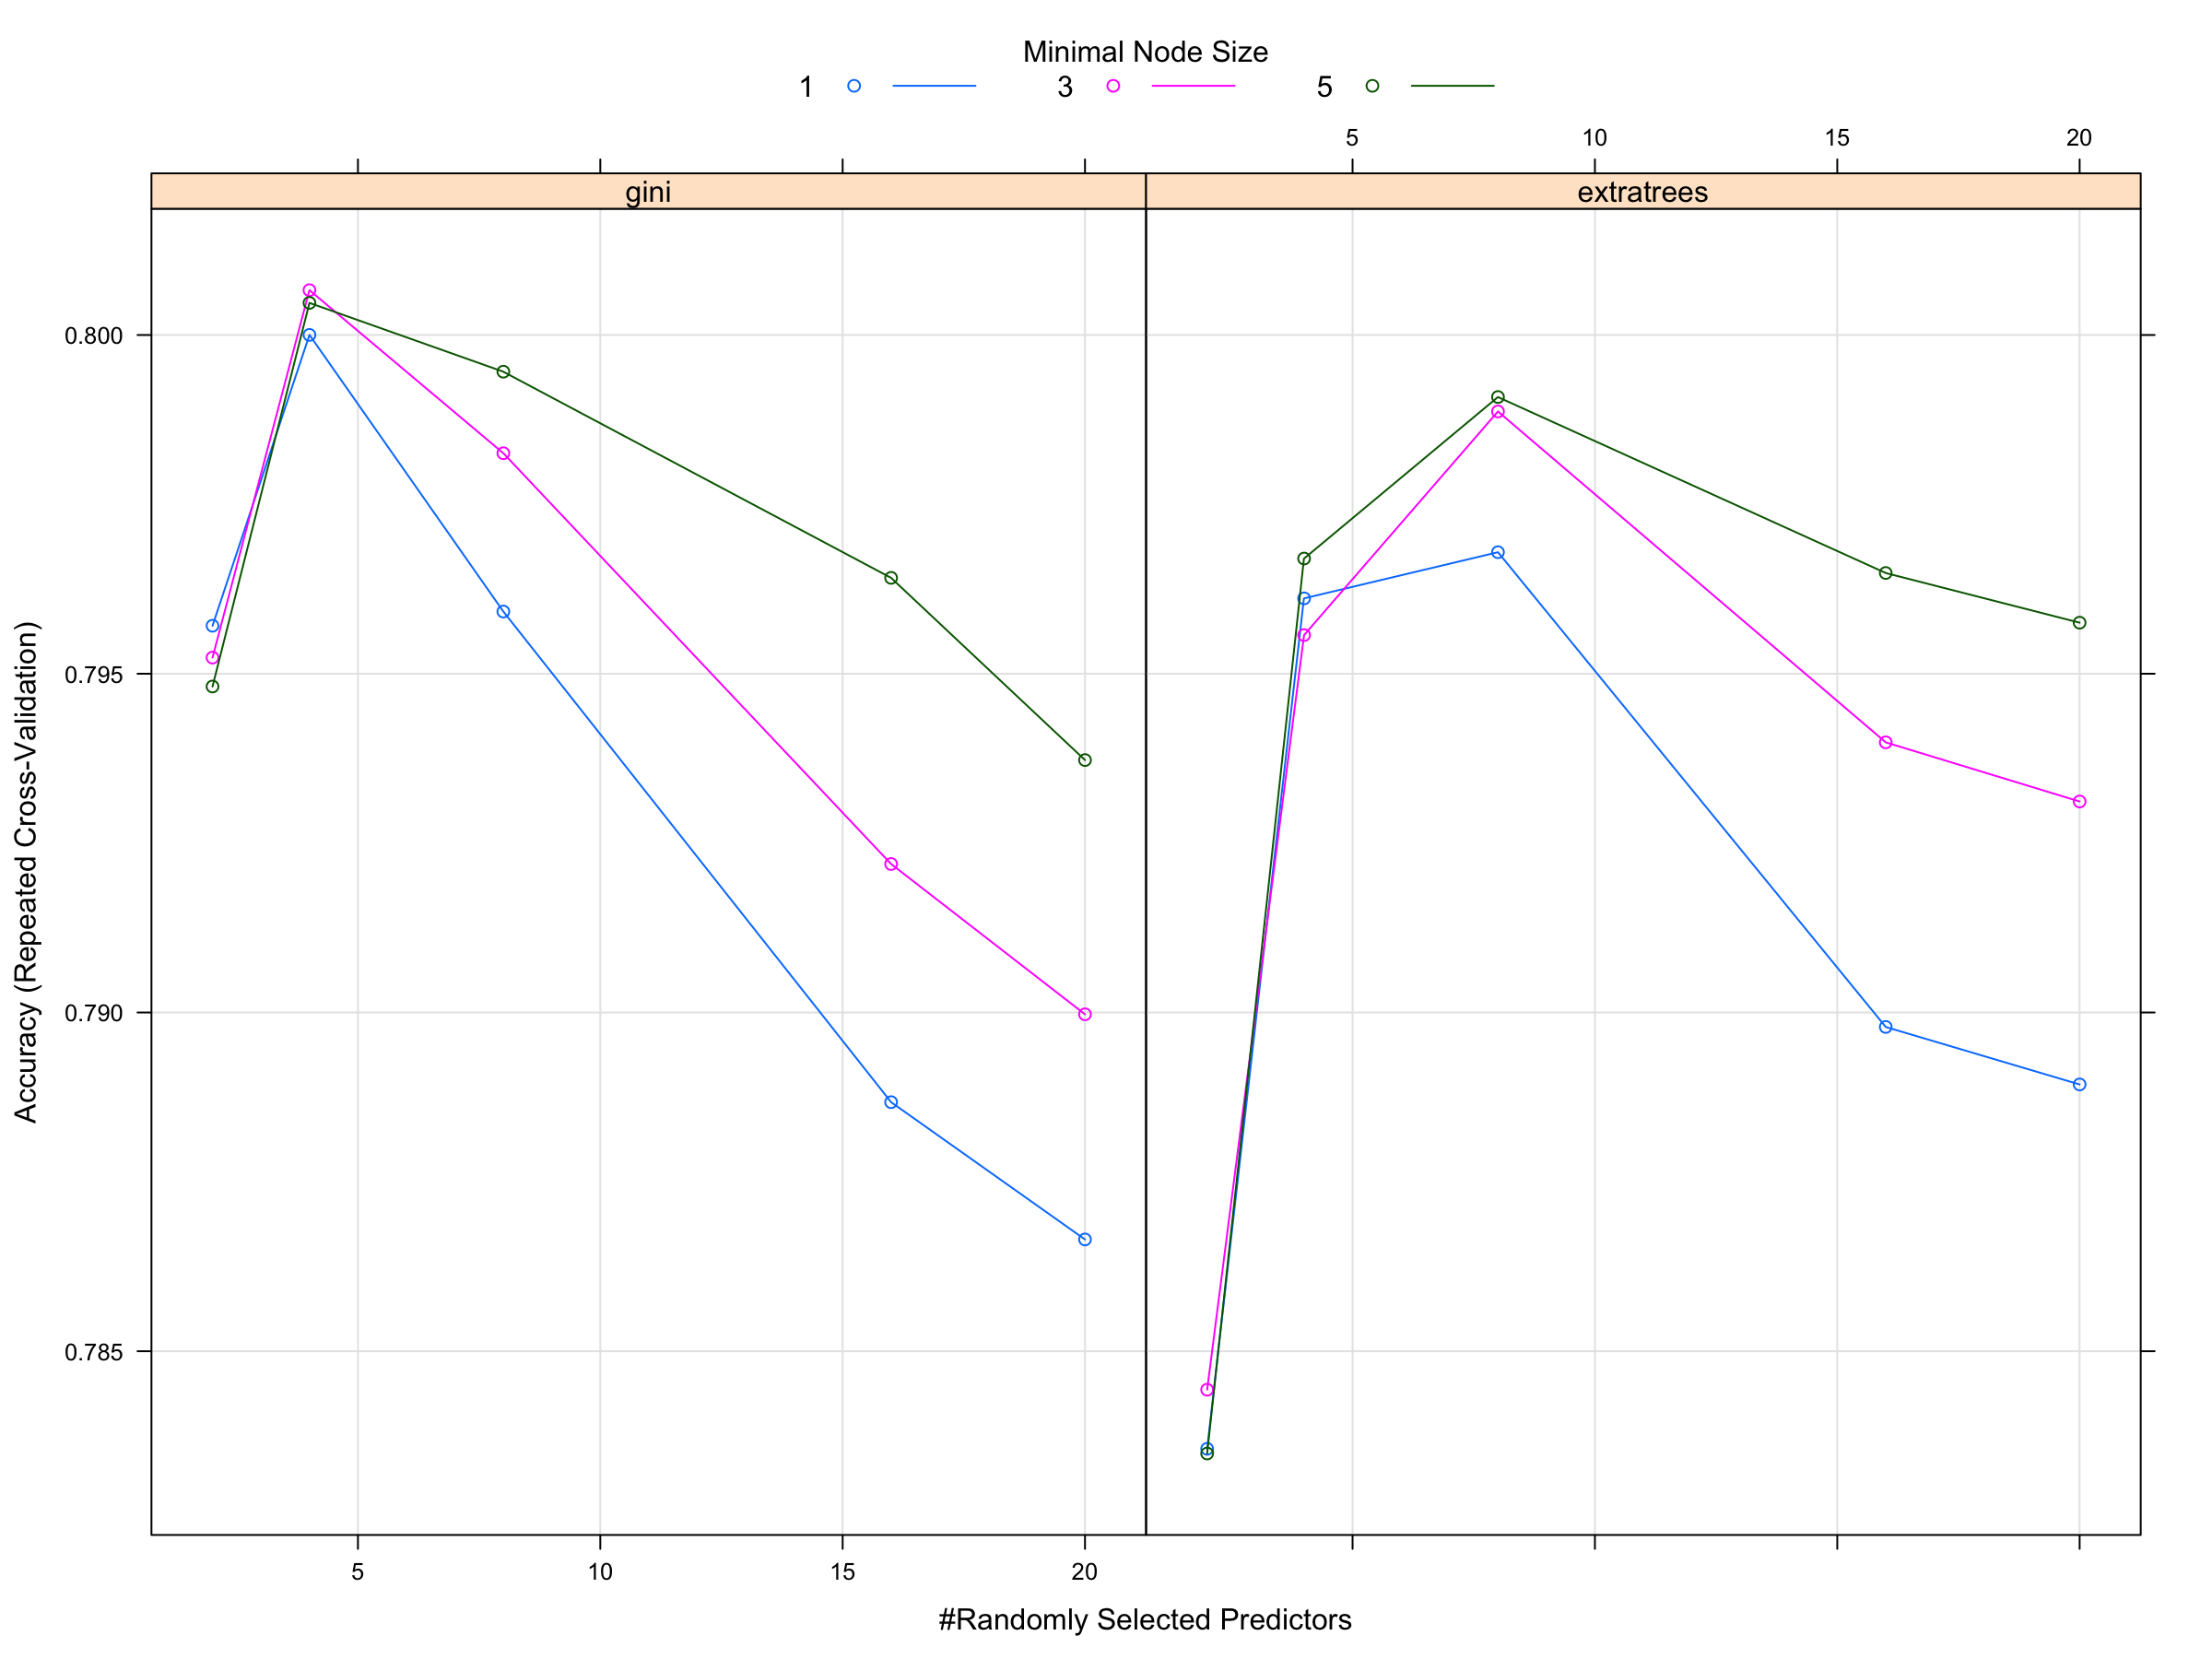 Minimal Node Size
1 3 5
5 10 15 20
gini extratrees
0.800
0.795
0.790
0.785
Accuracy (Repeated Cross-Validation)
5 10 15 20
#Randomly Selected Predictors